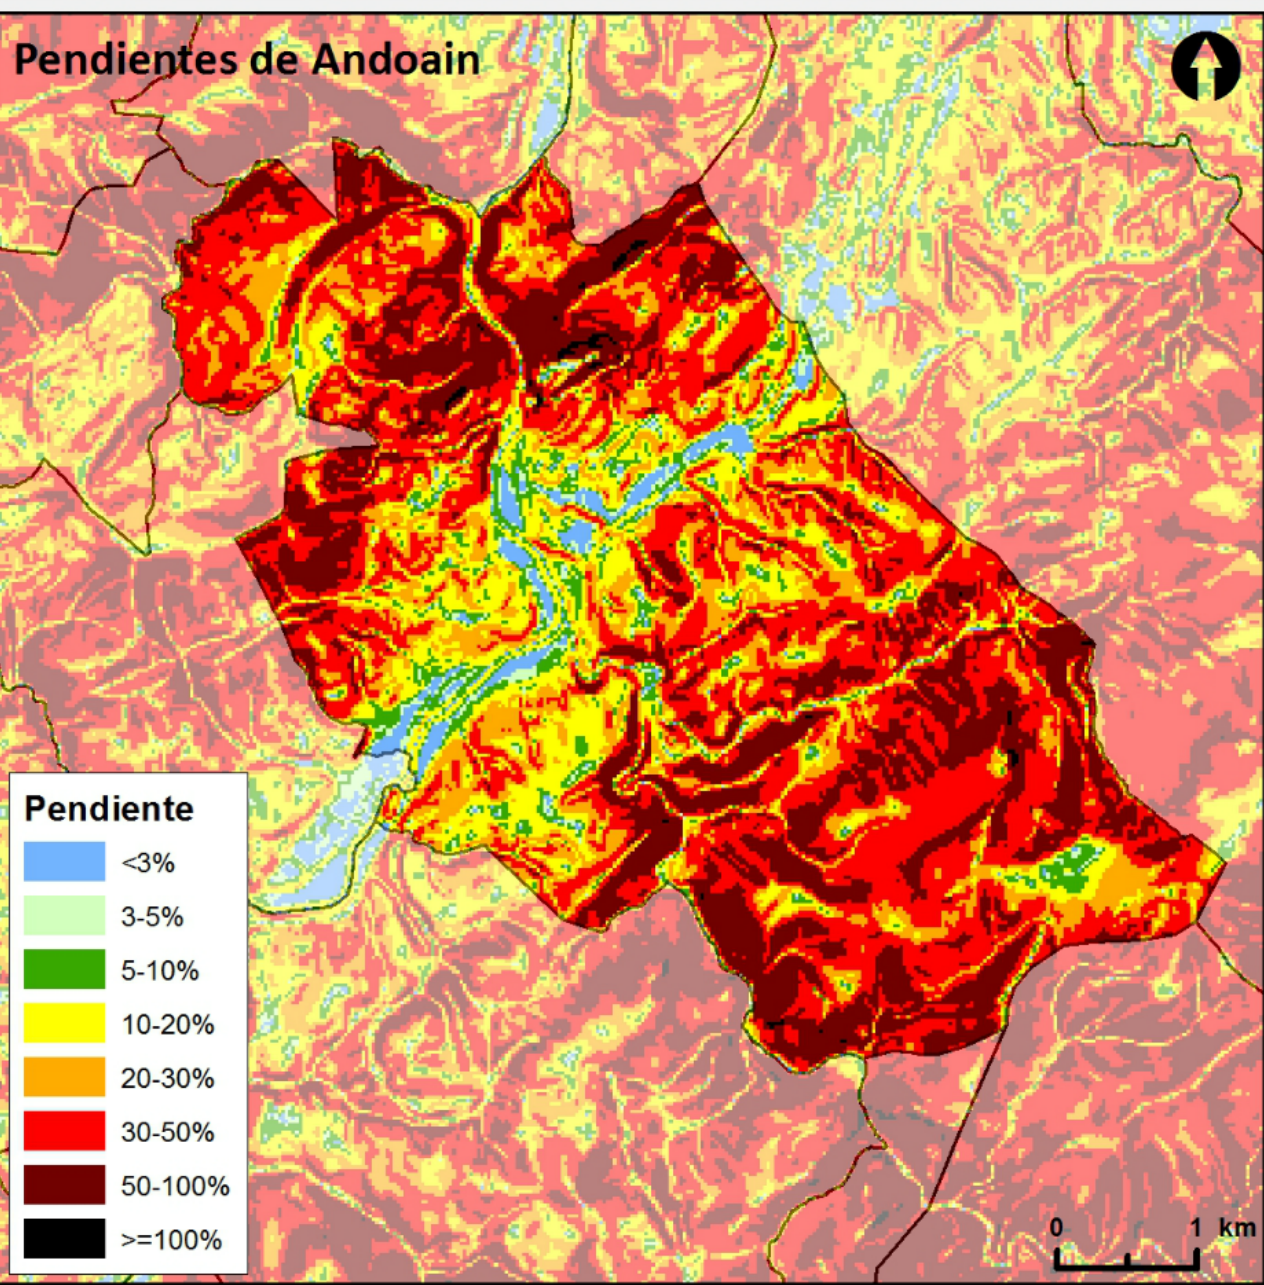 Pendientes de Andoain
Pendiente
<3%
3-5%
5-10%
10-20%
20-30%
30-50%
50-100%
>=100%
0 1 km